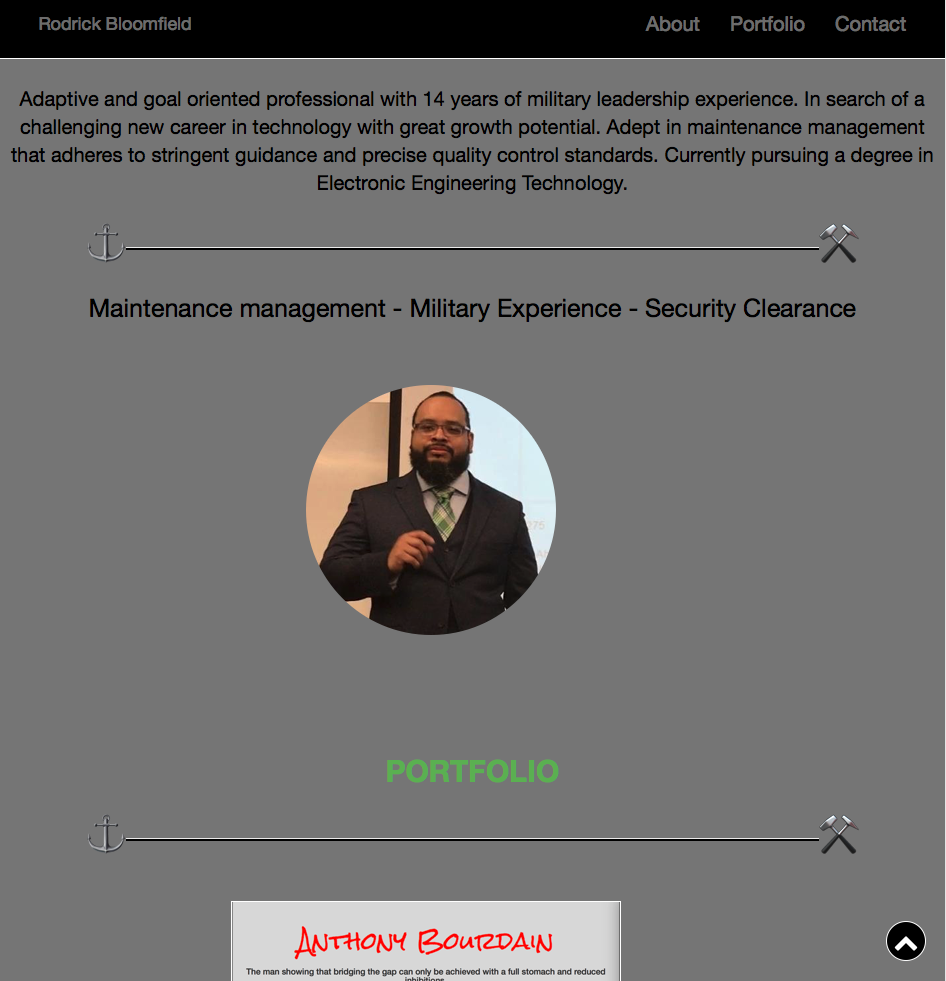 Rodrick Bloomfield About Portfolio Contact
Adaptive and goal oriented professional with 14 years of military leadership experience. In search of a
challenging new career in technology with great growth potential. Adept in maintenance management
that adheres to stringent guidance and precise quality control standards. Currently pursuing a degree in
Electronic Engineering Technology.
Maintenance management - Military Experience - Security Clearance
275
PORTFOLIO
Anthony Bourdain
The man showing that bridging the gap can only be achieved with a full stomach and reduced
inhibitions